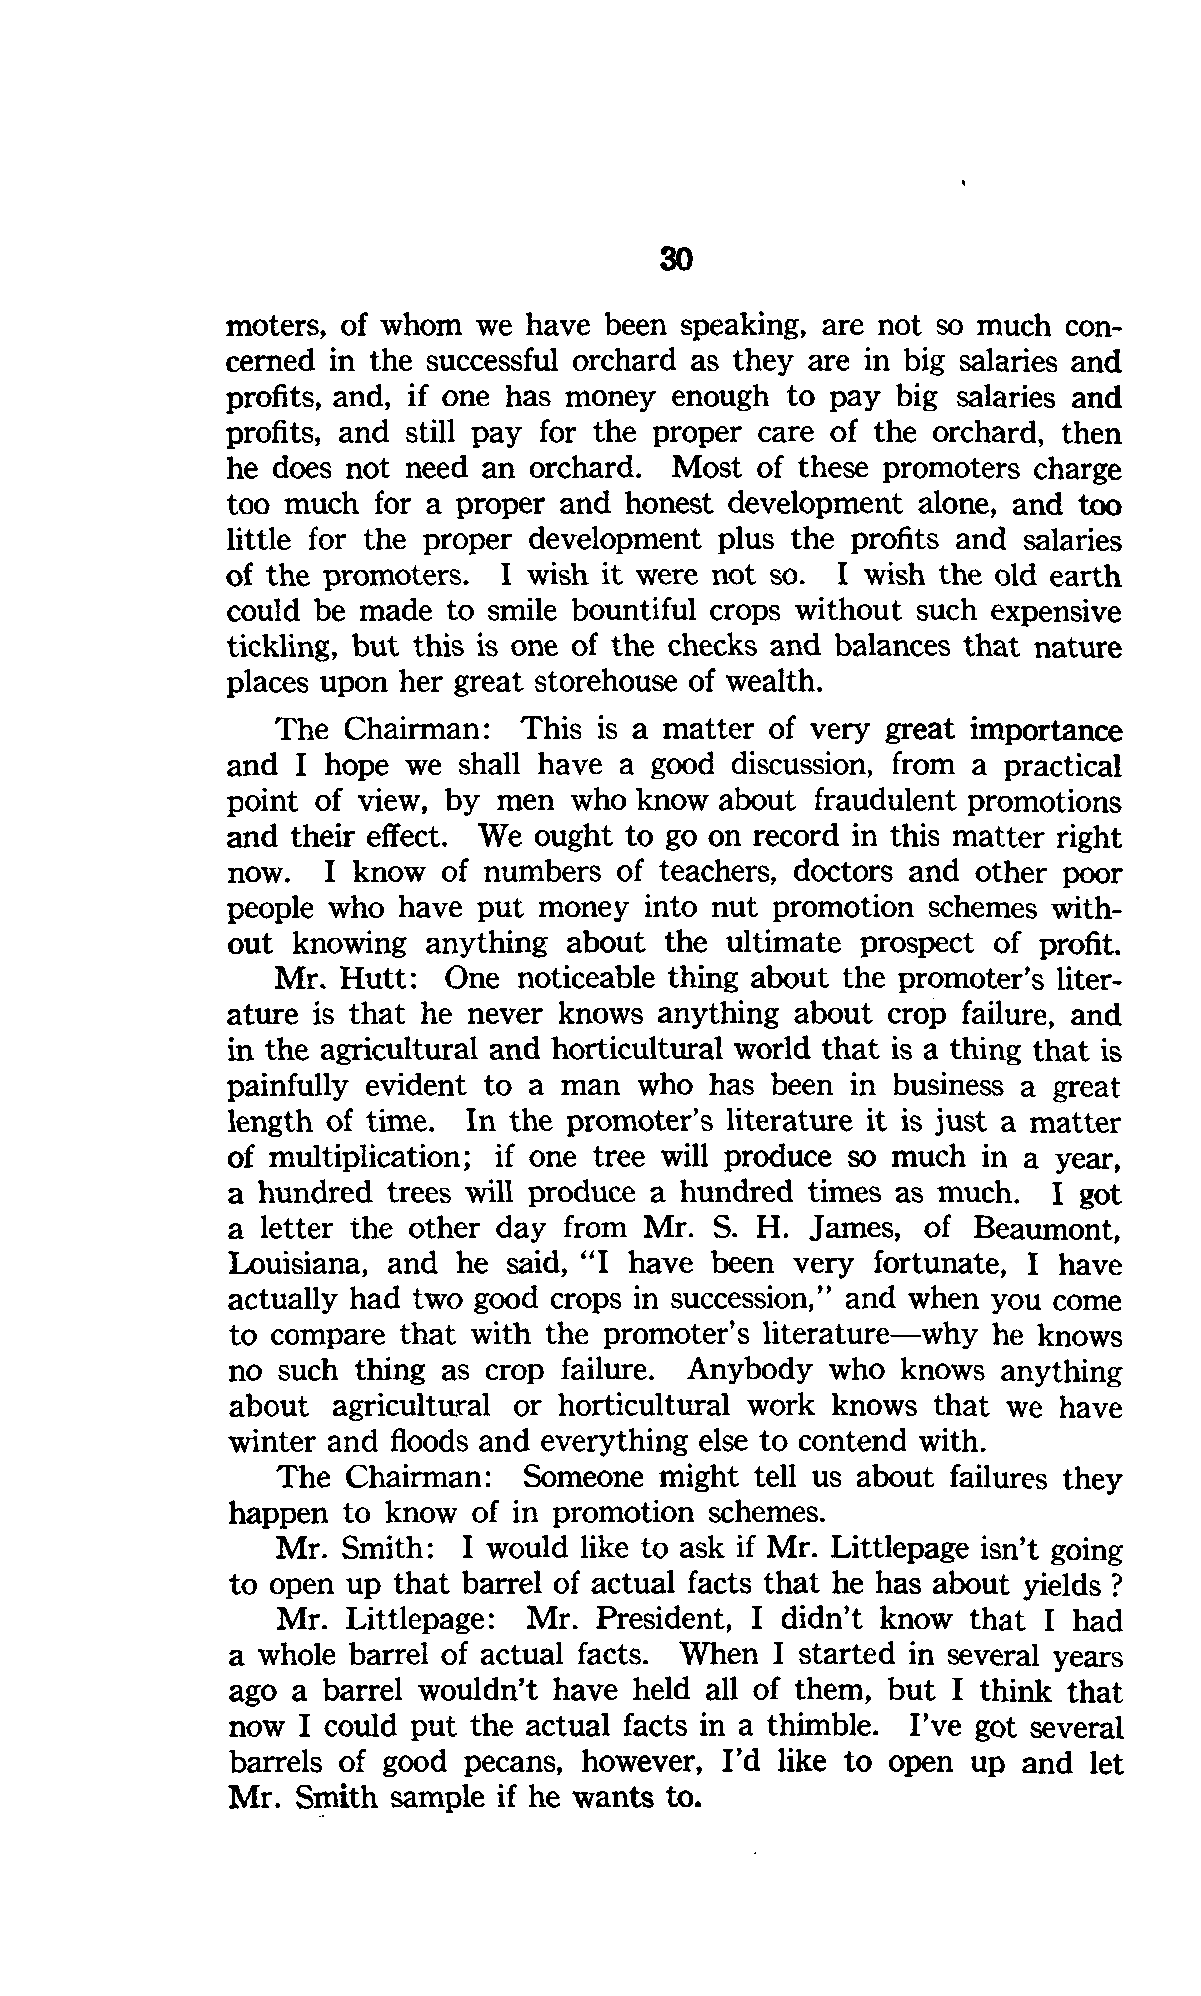 30
moters, of whom we have been speaking, are not so much con-
cerned in the successful orchard as they are in big salaries and
profits, and, if one has money enough to pay big salaries and
profits, and still pay for the proper care of the orchard, then
he does not need an orchard. Most of these promoters charge
too much for a proper and honest development alone, and too
little for the proper development plus the profits and salaries
of the promoters. I wish it were not so. I wish the old earth
could be made to smile bountiful crops without such expensive
tickling, but this is one of the checks and balances that nature
places upon her great storehouse of wealth.
The Chairman: This is a matter of very great importance
and I hope we shall have a good discussion, from a practical
point of view, by men who know about fraudulent promotions
and their effect. We ought to go on record in this matter right
now. I know of numbers of teachers, doctors and other poor
people who have put money into nut promotion schemes with-
out knowing anything about the ultimate prospect of profit.
Mr. Hutt: One noticeable thing about the promoter's liter-
ature is that he never knows anything about crop failure, and
in the agricultural and horticultural world that is a thing that is
painfully evident to a man who has been in business a great
length of time. In the promoter's literature it is just a matter
of multiplication; if one tree will produce so much in a year,
a hundred trees will produce a hundred times as much. I got
a letter the other day from Mr. S. H. James, of Beaumont,
Louisiana, and he said, "I have been very fortunate, I have
actually had two good crops in succession," and when you come
to compare that with the promoter's literature—why he knows
no such thing as crop failure. Anybody who knows anything
about agricultural or horticultural work knows that we have
winter and floods and everything else to contend with.
The Chairman: Someone might tell us about failures they
happen to know of in promotion schemes.
Mr. Smith: I would like to ask if Mr. Littlepage isn't going
to open up that barrel of actual facts that he has about yields ?
Mr. Littlepage: Mr. President, I didn't know that I had
a whole barrel of actual facts. When I started in several years
ago a barrel wouldn't have held all of them, but I think that
now I could put the actual facts in a thimble. I've got several
barrels of good pecans, however, I'd like to open up and let
Mr. Smith sample if he wants to.